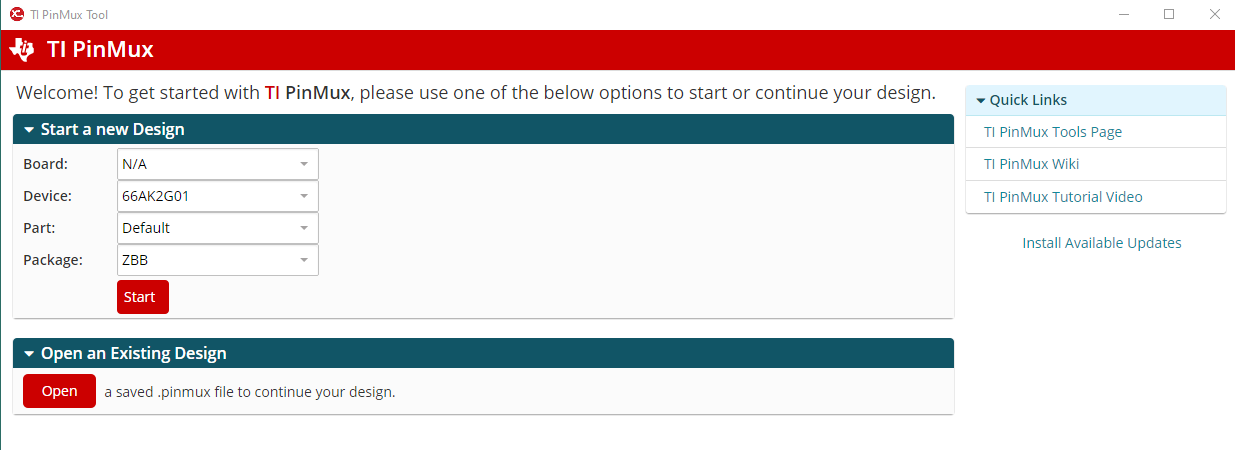 TI PinMux Tool
TI PinMux
Welcome! To get started with TI PinMux, please use one of the below options to start or continue your design.
Start a new Design
Board: N/A
Device: 66AK2G01
Part: Default
Package: ZBB
Start
Open an Existing Design
Open a saved .pinmux file to continue your design.
Quick Links
TI PinMux Tools Page
TI PinMux Wiki
TI PinMux Tutorial Video
Install Available Updates